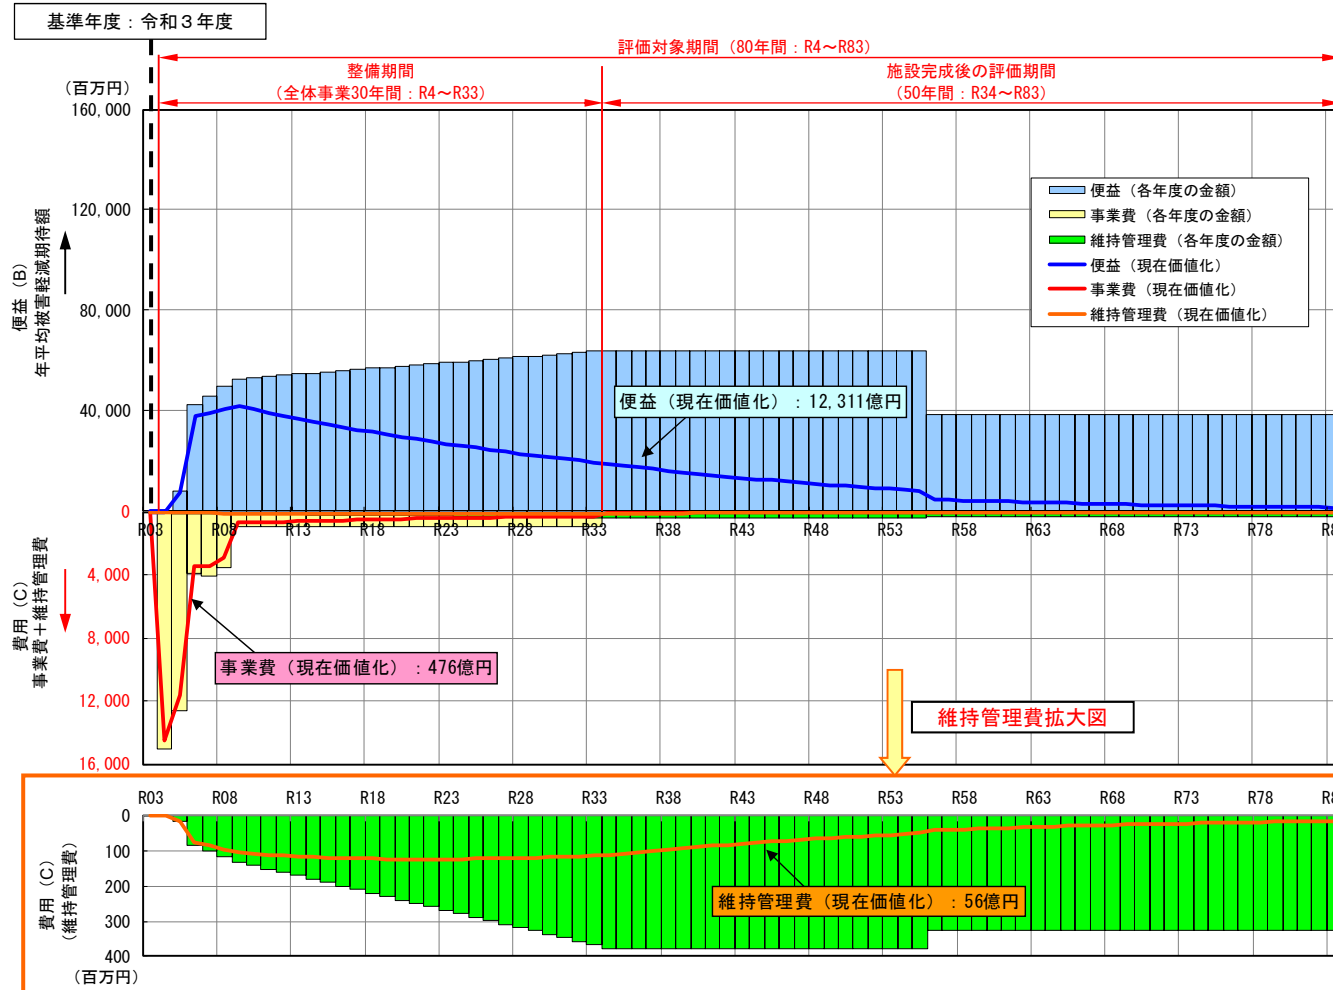 基準年度：令和３年度
評価対象期間（80年間：R4～R83）
整備期間
（全体事業30年間：R4～R33）
施設完成後の評価期間
（50年間：R34～R83）
（百万円）
160,000
120,000
80,000
40,000
0
4,000
8,000
12,000
16,000
便益（B）
年平均被害軽減期待額
費用（C）
事業費＋維持管理費
便益（各年度の金額）
事業費（各年度の金額）
維持管理費（各年度の金額）
便益（現在価値化）
事業費（現在価値化）
維持管理費（現在価値化）
便益（現在価値化）：12,311億円
R03 R08 R13 R18 R23 R28 R33 R38 R43 R48 R53 R58 R63 R68 R73 R78
事業費（現在価値化）：476億円
維持管理費拡大図
R03 R08 R13 R18 R23 R28 R33 R38 R43 R48 R53 R58 R63 R68 R73 R78
0
100
200
300
400
費用（C）
（維持管理費）
維持管理費（現在価値化）：56億円
（百万円）